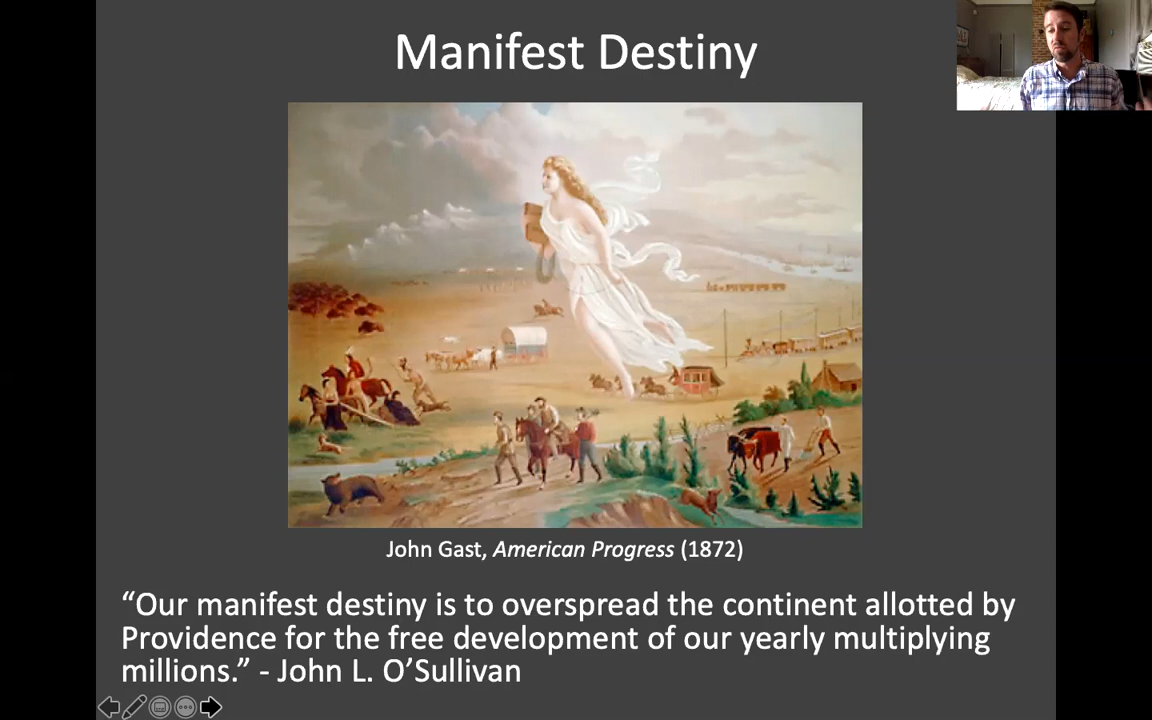 Manifest Destiny
John Gast, American Progress (1872)
“Our manifest destiny is to overspread the continent allotted by
Providence for the free development of our yearly multiplying
millions.” - John L. O’Sullivan